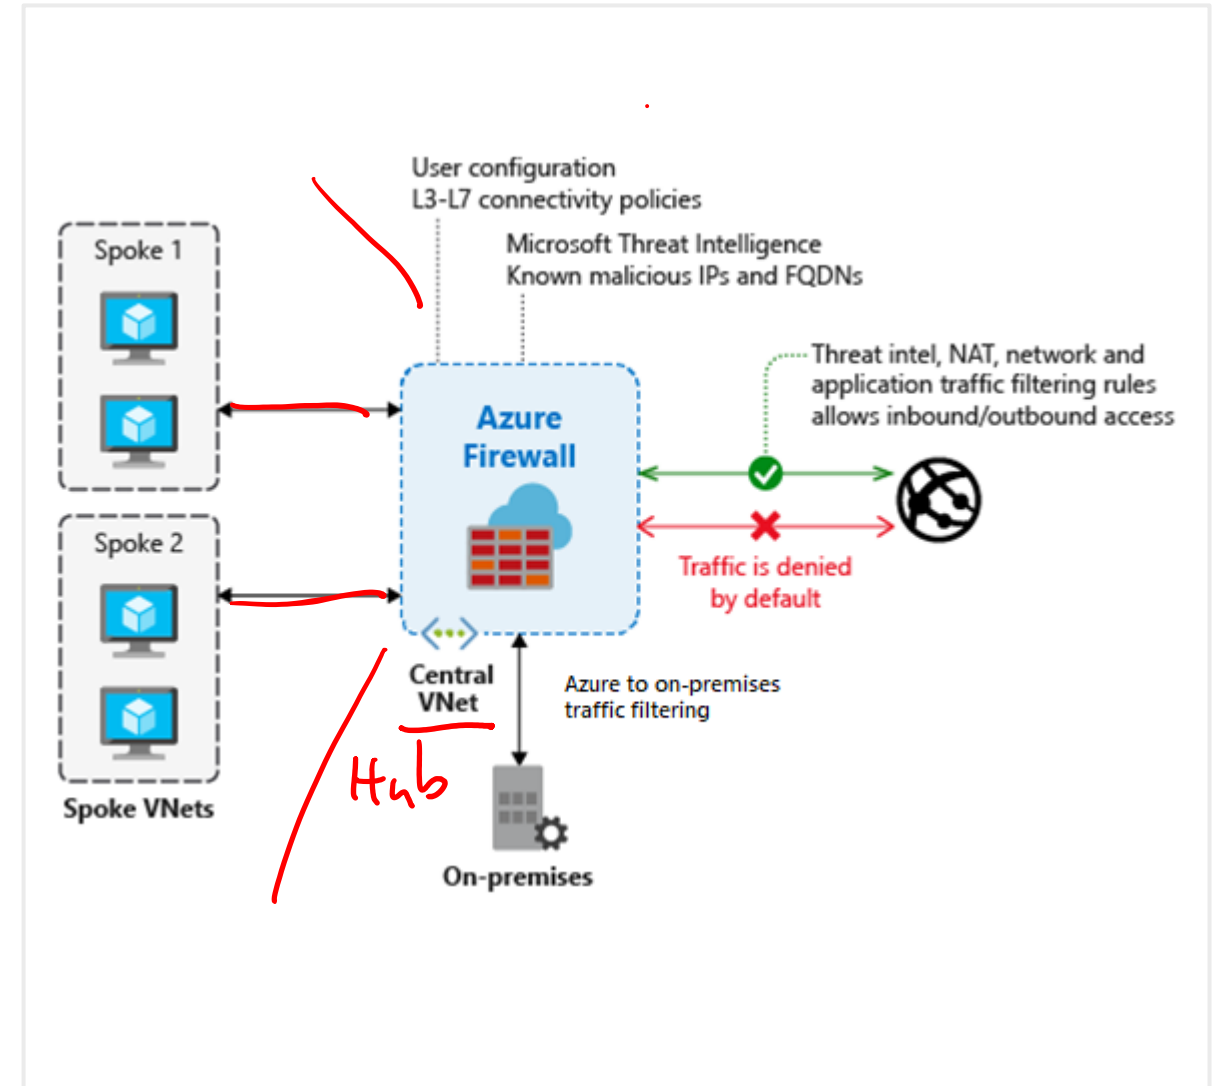 User configuration
L3-L7 connectivity policies
Microsoft Threat Intelligence
Known malicious IPs and FQDNs
Spoke 1
Threat intel, NAT, network and
application traffic filtering rules
allows inbound/outbound access
Azure
Firewall
Spoke 2
Traffic is denied
by default
Central
VNet
Azure to on-premises
traffic filtering
Hub
Spoke VNets
On-premises